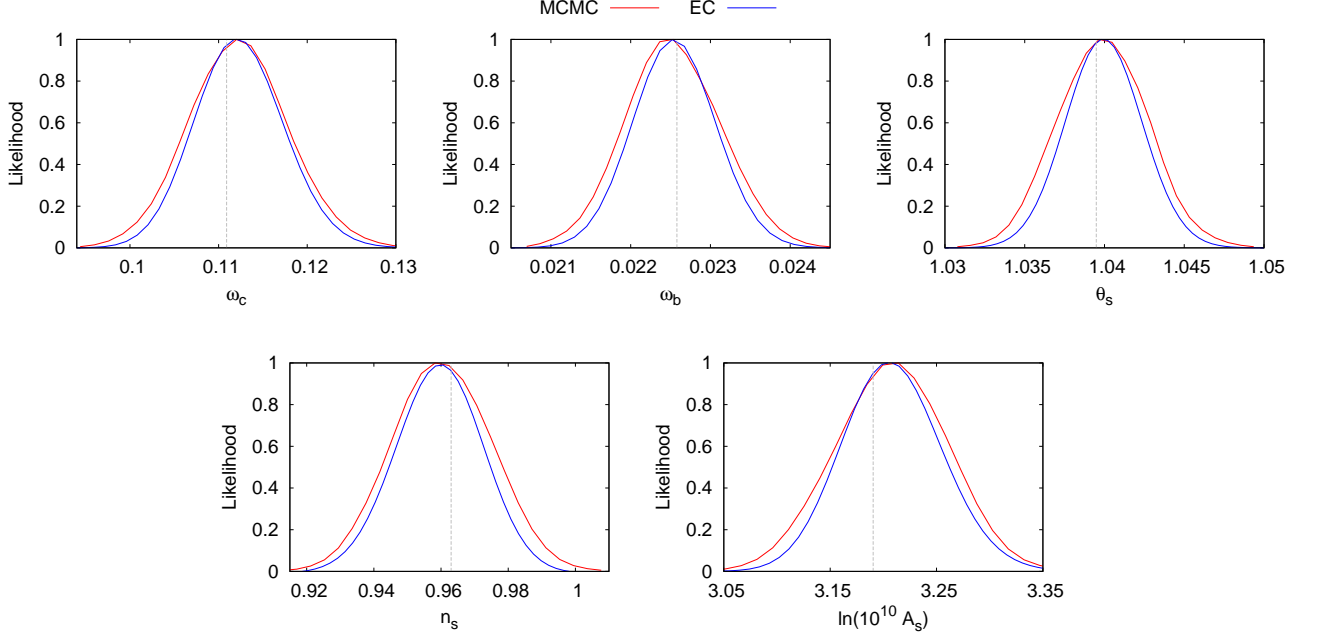 MCMC EC
Likelihood
1
0.8
0.6
0.4
0.2
0
0.1 0.11 0.12 0.13
ω_c
Likelihood
1
0.8
0.6
0.4
0.2
0
0.021 0.022 0.023 0.024
ω_b
Likelihood
1
0.8
0.6
0.4
0.2
0
1.03 1.035 1.04 1.045 1.05
θ_s
Likelihood
1
0.8
0.6
0.4
0.2
0
0.92 0.94 0.96 0.98 1
n_s
Likelihood
1
0.8
0.6
0.4
0.2
0
3.05 3.15 3.25 3.35
ln(10^10 A_s)